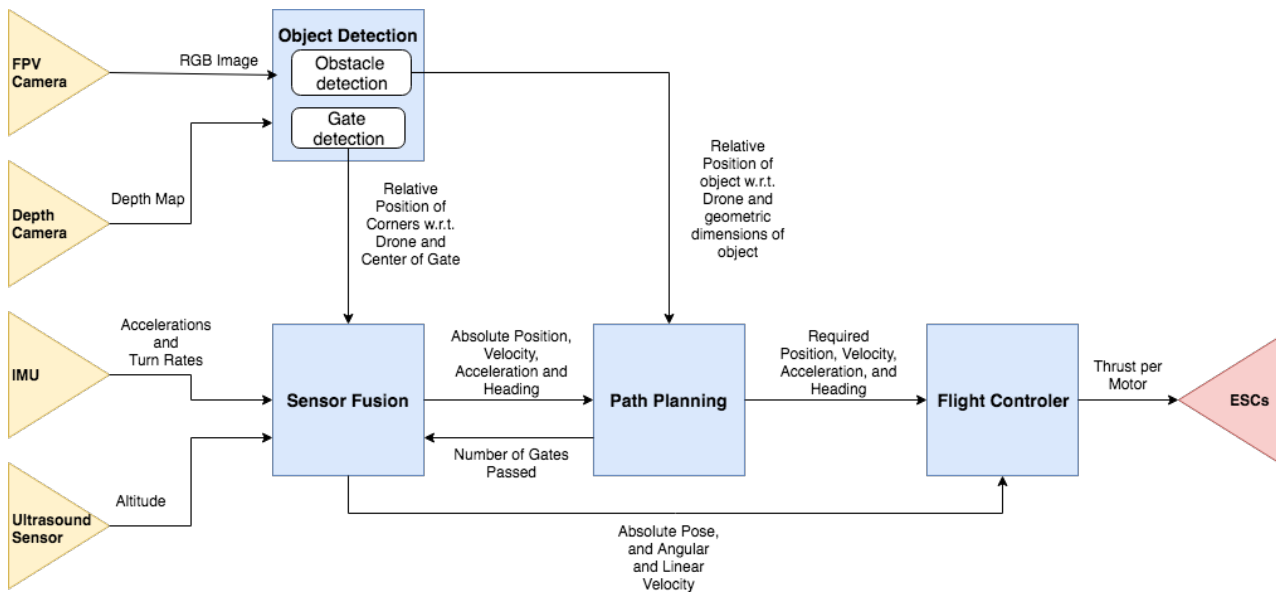 FPV
Camera
RGB Image
Object Detection
Obstacle
detection
Gate
detection
Depth Map
Depth
Camera
Relative
Position of
Corners w.r.t.
Drone and
Center of Gate
Relative
Position of
object w.r.t.
Drone and
geometric
dimensions of
object
IMU
Accelerations
and
Turn Rates
Sensor Fusion
Absolute Position,
Velocity,
Acceleration and
Heading
Path Planning
Required
Position, Velocity,
Acceleration, and
Heading
Flight Controler
Thrust per
Motor
ESCs
Number of Gates
Passed
Ultrasound
Sensor
Altitude
Absolute Pose,
and Angular
and Linear
Velocity